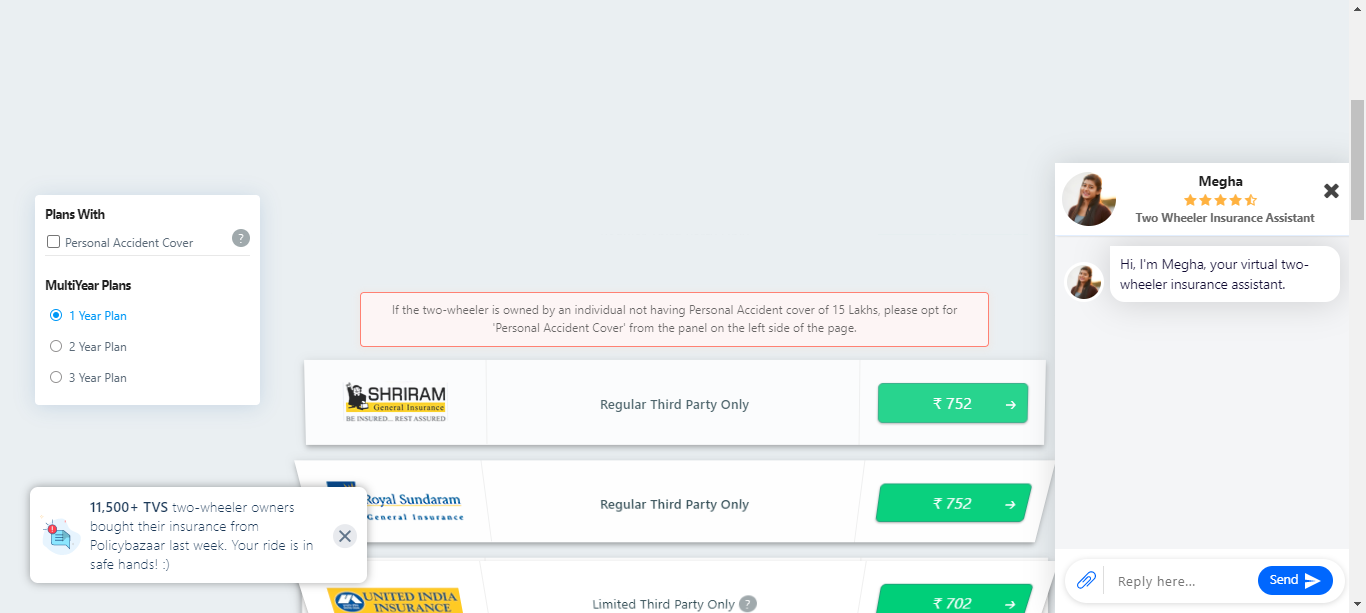 Plans With
Personal Accident Cover
?
MultiYear Plans
1 Year Plan
2 Year Plan
3 Year Plan
If the two-wheeler is owned by an individual not having Personal Accident cover of 15 Lakhs, please opt for
'Personal Accident Cover' from the panel on the left side of the page.
SHRIRAM
General Insurance
BE INSURED... REST ASSURED
Regular Third Party Only
₹ 752
Royal Sundaram
General Insurance
Regular Third Party Only
₹ 752
UNITED INDIA
INSURANCE
Limited Third Party Only ?
₹ 702
11,500+ TVS two-wheeler owners
bought their insurance from
Policybazaar last week. Your ride is in
safe hands! :)
Megha
Two Wheeler Insurance Assistant
Hi, I'm Megha, your virtual two-
wheeler insurance assistant.
Reply here...
Send